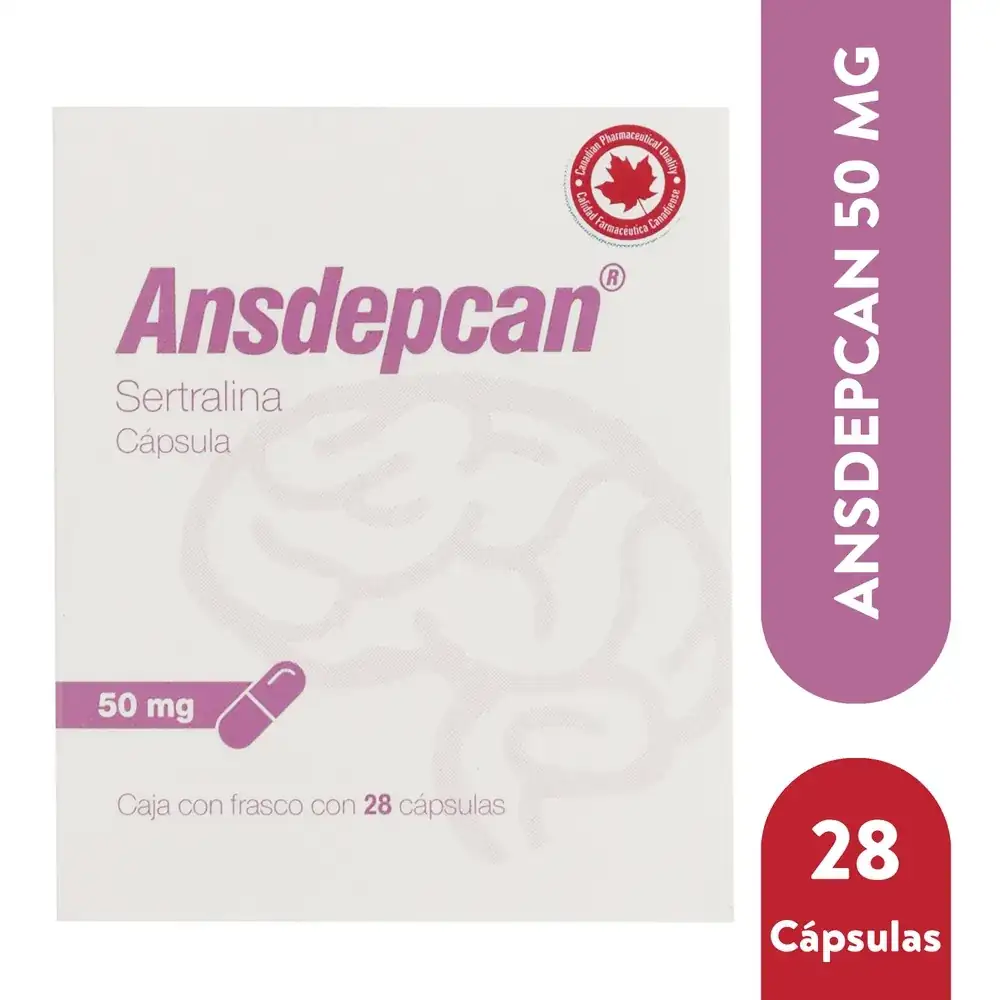 Canadian Pharmaceutical Quality
Calidad Farmacéutica Canadiense
Ansdepcan®
Sertralina
Cápsula
50 mg
Caja con frasco con 28 cápsulas
ANSDEPCAN 50 MG
28
Cápsulas